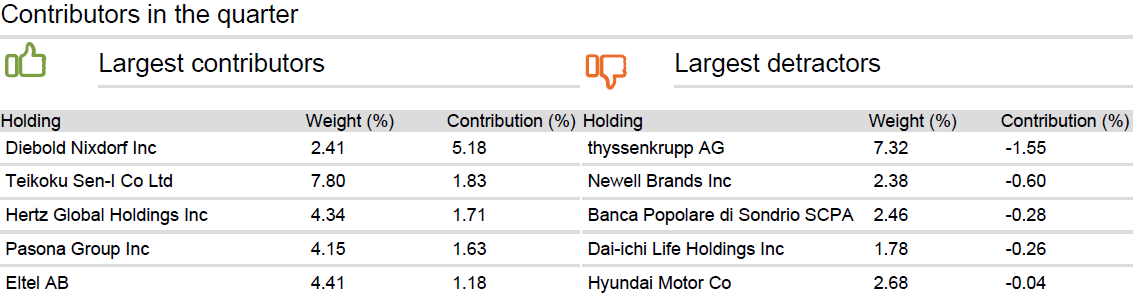 Contributors in the quarter
Largest contributors Largest detractors
Holding Weight (%) Contribution (%) Holding Weight (%) Contribution (%)
Diebold Nixdorf Inc 2.41 5.18 thyssenkrupp AG 7.32 -1.55
Teikoku Sen-I Co Ltd 7.80 1.83 Newell Brands Inc 2.38 -0.60
Hertz Global Holdings Inc 4.34 1.71 Banca Popolare di Sondrio SCPA 2.46 -0.28
Pasona Group Inc 4.15 1.63 Dai-ichi Life Holdings Inc 1.78 -0.26
Eltel AB 4.41 1.18 Hyundai Motor Co 2.68 -0.04